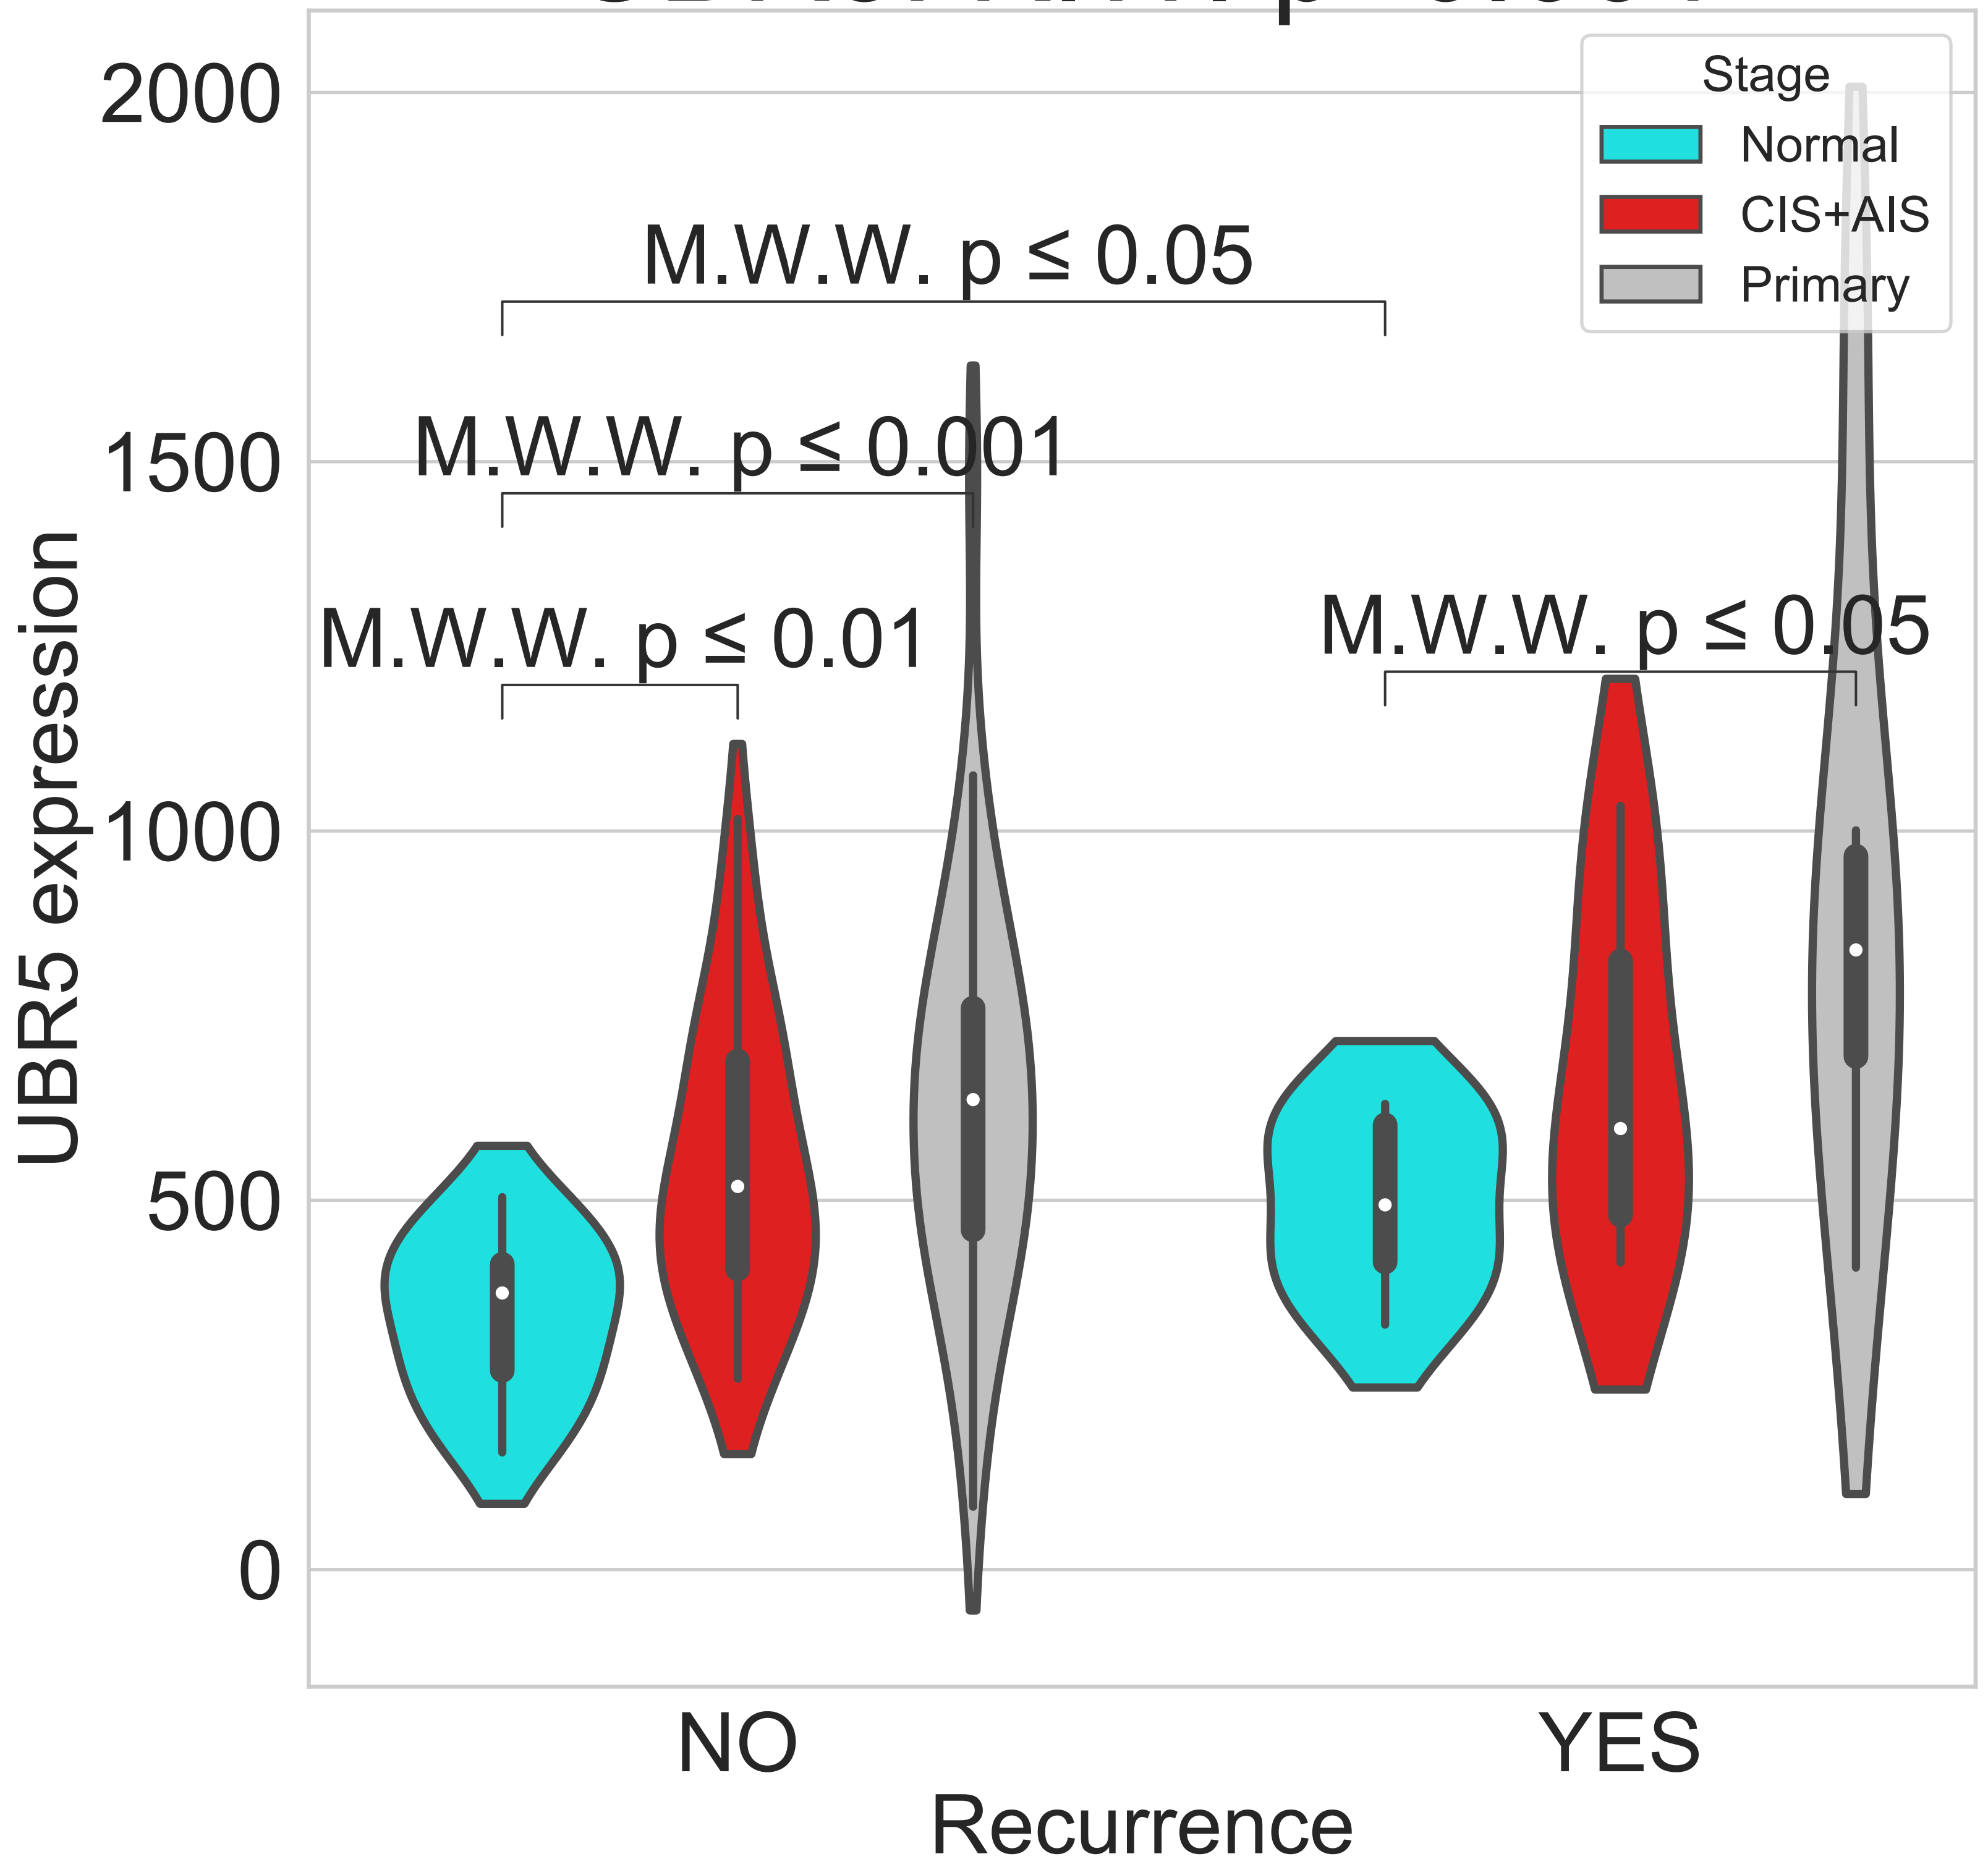 2000
1500
1000
500
0
UBR5 expression
Stage
Normal
CIS+AIS
Primary
M.W.W. p ≤ 0.05
M.W.W. p ≤ 0.001
M.W.W. p ≤ 0.01
M.W.W. p ≤ 0.05
NO
YES
Recurrence